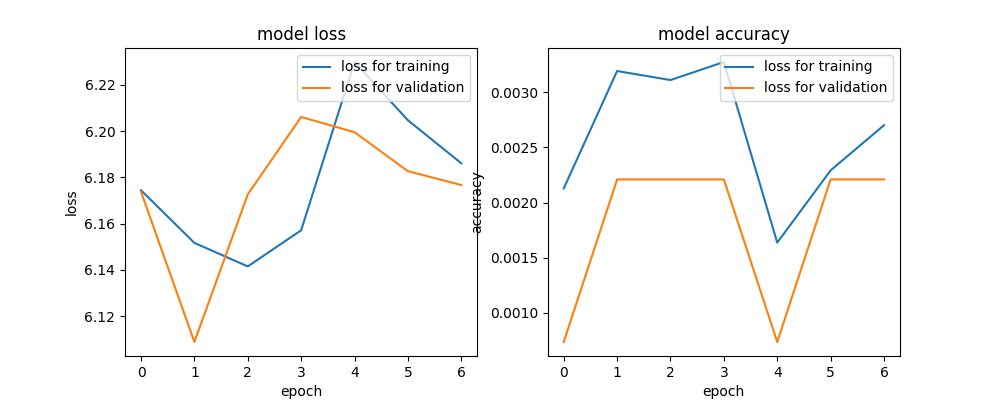 model loss
loss for training
loss for validation
6.22
6.20
6.18
6.16
6.14
6.12
loss
0
1
2
3
4
5
6
epoch
model accuracy
loss for training
loss for validation
0.0030
0.0025
0.0020
0.0015
0.0010
accuracy
0
1
2
3
4
5
6
epoch